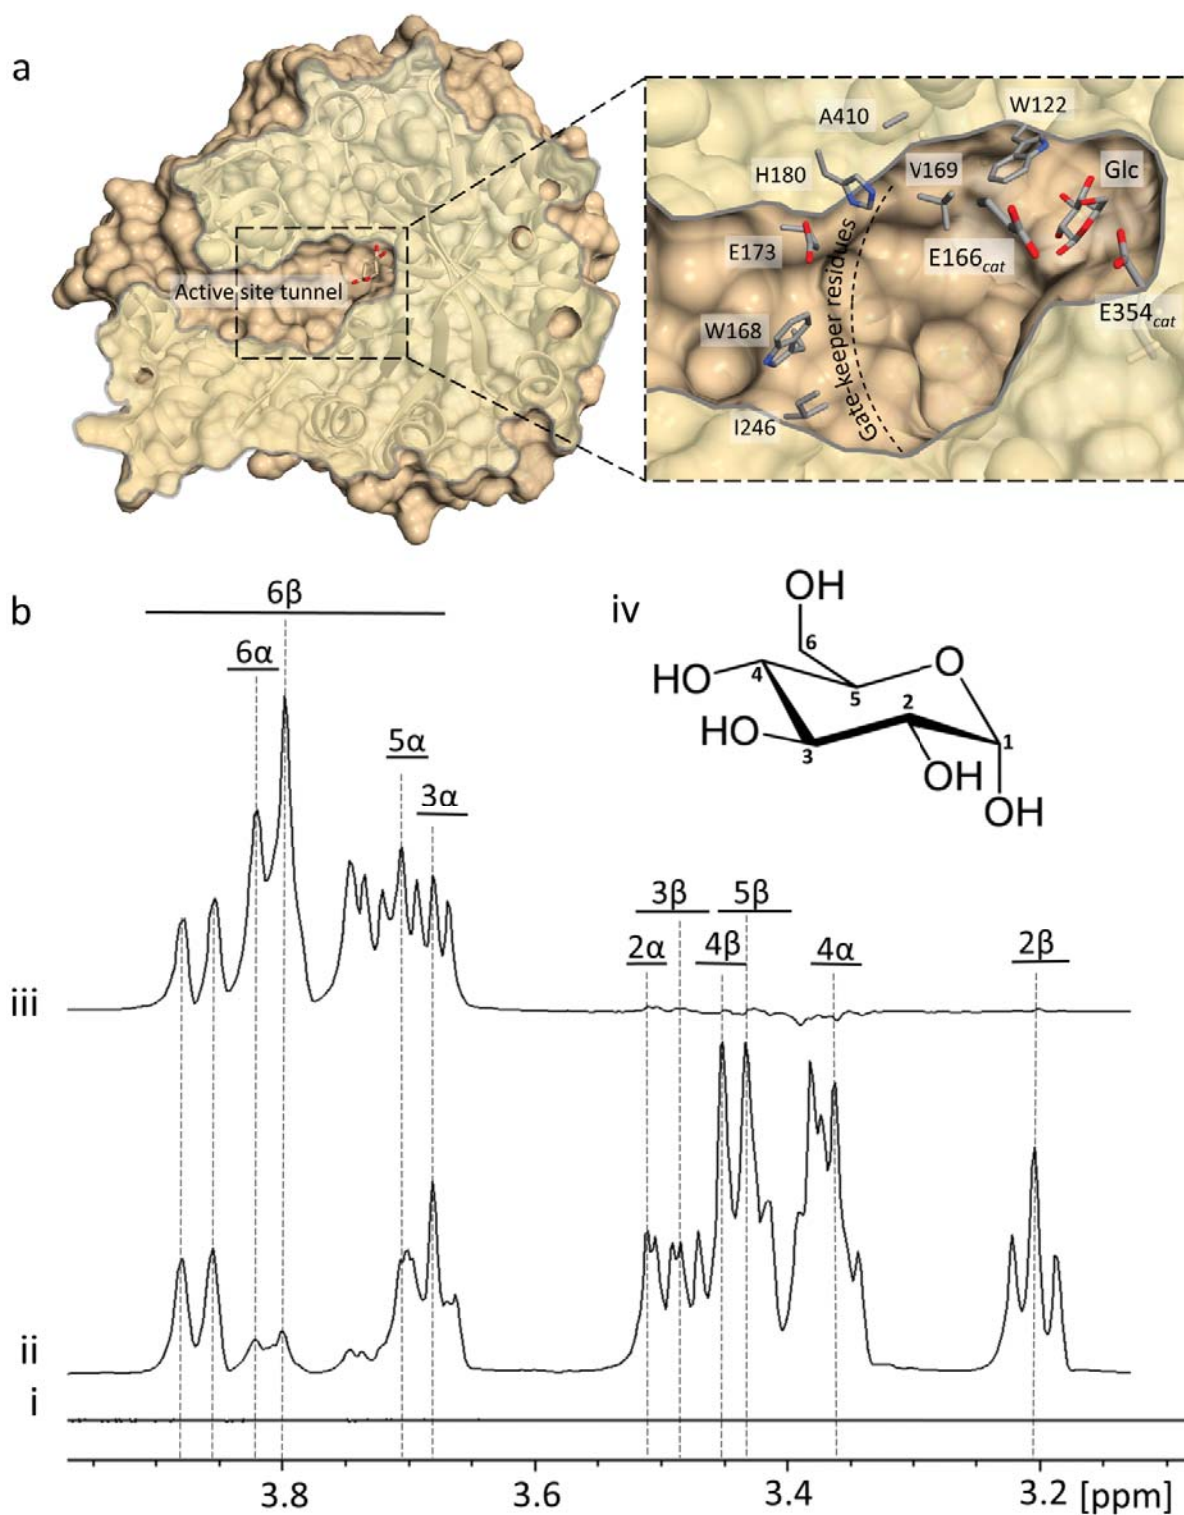 a
Active site tunnel
A410
W122
H180
V169
Glc
E173
Gate keeper residues
E166cat
E354cat
W168
I246
b
6β
6α
5α
3α
iv
OH
6
HO
4
5
O
2
HO
3
OH
1
OH
3β
5β
2α
4β
4α
2β
iii
ii
i
3.8
3.6
3.4
3.2
[ppm]